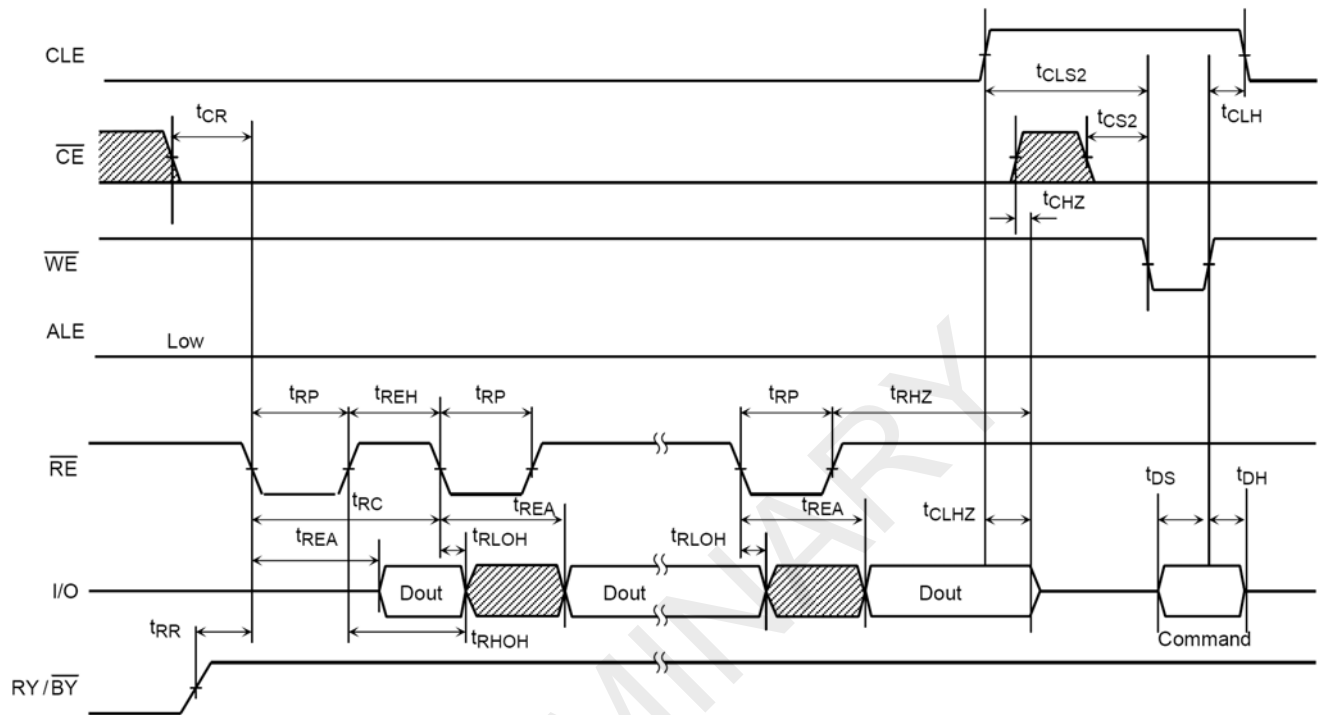 CLE
tCLS2
tCLH
tCR
tCS2
CE
tCHZ
WE
ALE
Low
tRP
tREH
tRP
tRP
tRHZ
RE
tRC
tREA
tREA
tDS
tDH
tREA
tRLOH
tRLOH
tCLHZ
I/O
Dout
Dout
Dout
tRR
tRHOH
Command
RY/BY
MINARY